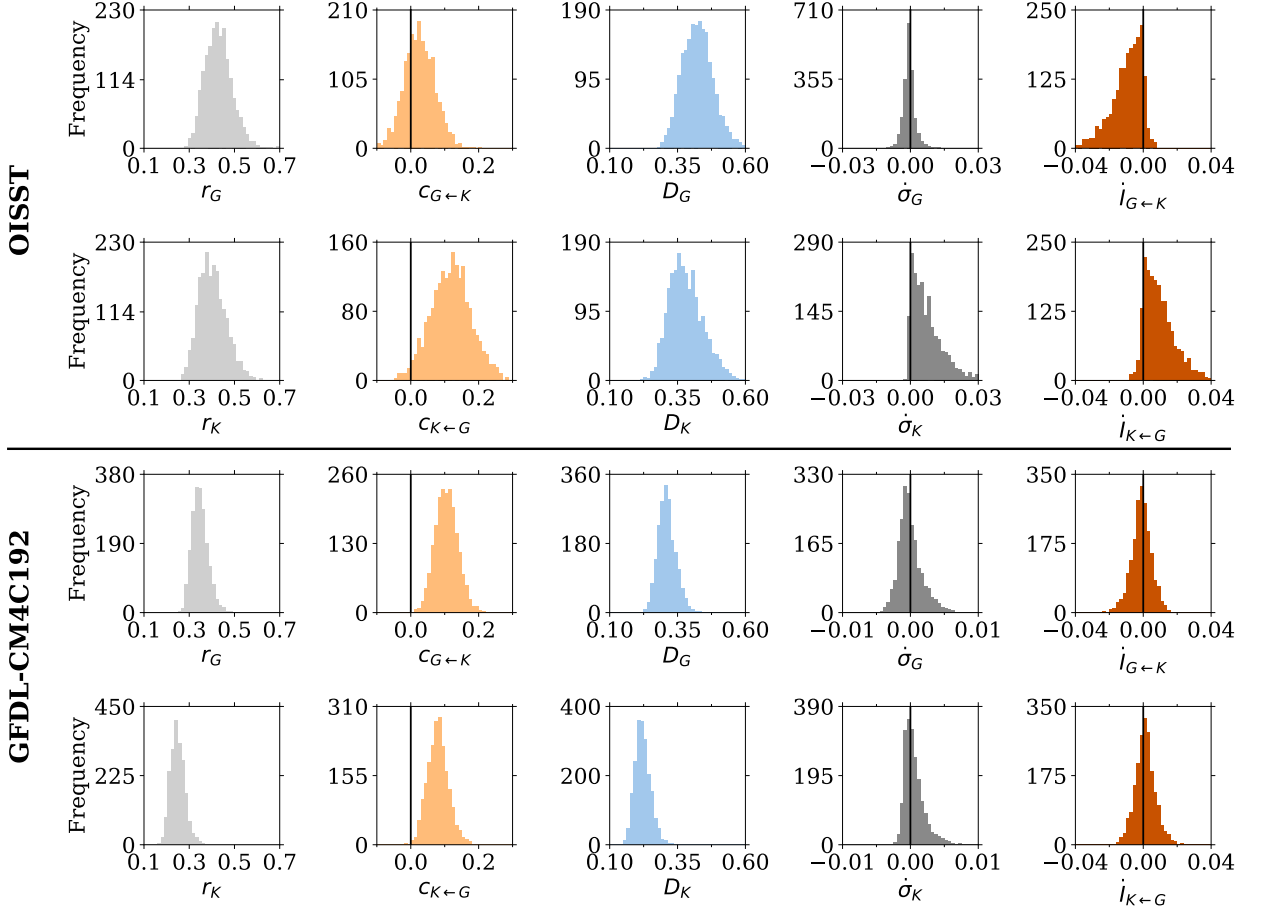 OISST
Frequency
230 114 0
0.1 0.3 0.5 0.7
r_G
210 105 0
0.0 0.2
c_{G←K}
190 95 0
0.10 0.35 0.60
D_G
710 355 0
−0.03 0.00 0.03
σ̇_G
250 125 0
−0.04 0.00 0.04
İ_{G←K}
Frequency
230 114 0
0.1 0.3 0.5 0.7
r_K
160 80 0
0.0 0.2
c_{K←G}
190 95 0
0.10 0.35 0.60
D_K
290 145 0
−0.03 0.00 0.03
σ̇_K
250 125 0
−0.04 0.00 0.04
İ_{K←G}
GFDL-CM4C192
Frequency
380 190 0
0.1 0.3 0.5 0.7
r_G
260 130 0
0.0 0.2
c_{G←K}
360 180 0
0.10 0.35 0.60
D_G
330 165 0
−0.01 0.00 0.01
σ̇_G
350 175 0
−0.04 0.00 0.04
İ_{G←K}
Frequency
450 225 0
0.1 0.3 0.5 0.7
r_K
310 155 0
0.0 0.2
c_{K←G}
400 200 0
0.10 0.35 0.60
D_K
390 195 0
−0.01 0.00 0.01
σ̇_K
350 175 0
−0.04 0.00 0.04
İ_{K←G}